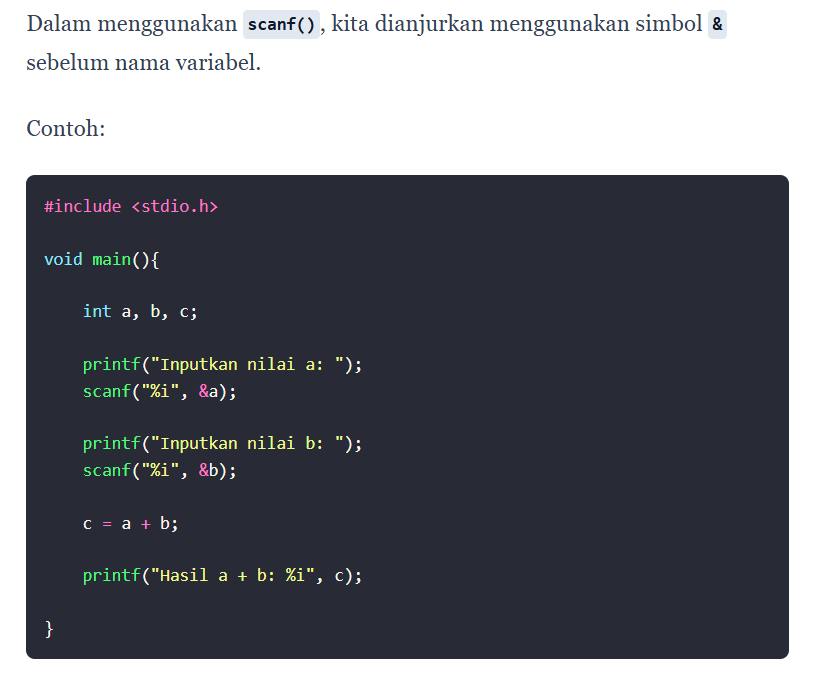 Dalam menggunakan scanf(), kita dianjurkan menggunakan simbol &
sebelum nama variabel.
Contoh:
#include <stdio.h>
void main(){
    int a, b, c;
    printf("Inputkan nilai a: ");
    scanf("%i", &a);
    printf("Inputkan nilai b: ");
    scanf("%i", &b);
    c = a + b;
    printf("Hasil a + b: %i", c);
}